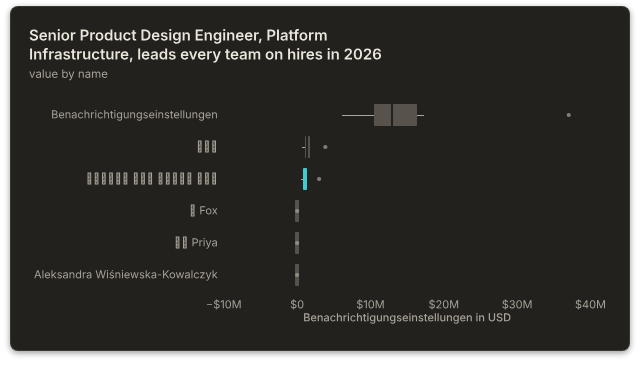 Senior Product Design Engineer, Platform
Infrastructure, leads every team on hires in 2026
value by name
Benachrichtigungseinstellungen
Fox
Priya
Aleksandra Wiśniewska-Kowalczyk
−$10M
$0
$10M
$20M
$30M
$40M
Benachrichtigungseinstellungen in USD